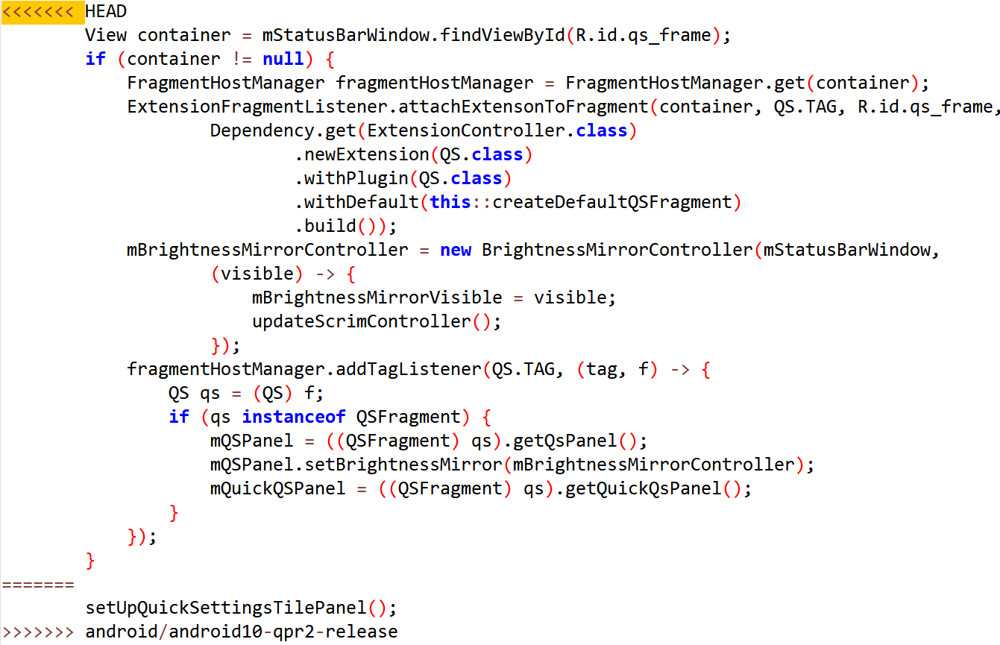 <<<<<<< HEAD
        View container = mStatusBarWindow.findViewById(R.id.qs_frame);
        if (container != null) {
            FragmentHostManager fragmentHostManager = FragmentHostManager.get(container);
            ExtensionFragmentListener.attachExtensonToFragment(container, QS.TAG, R.id.qs_frame,
                    Dependency.get(ExtensionController.class)
                            .newExtension(QS.class)
                            .withPlugin(QS.class)
                            .withDefault(this::createDefaultQSFragment)
                            .build());
            mBrightnessMirrorController = new BrightnessMirrorController(mStatusBarWindow,
                    (visible) -> {
                        mBrightnessMirrorVisible = visible;
                        updateScrimController();
                    });
            fragmentHostManager.addTagListener(QS.TAG, (tag, f) -> {
                QS qs = (QS) f;
                if (qs instanceof QSFragment) {
                    mQSPanel = ((QSFragment) qs).getQsPanel();
                    mQSPanel.setBrightnessMirror(mBrightnessMirrorController);
                    mQuickQSPanel = ((QSFragment) qs).getQuickQsPanel();
                }
            });
        }
=======
        setUpQuickSettingsTilePanel();
>>>>>>> android/android10-qpr2-release